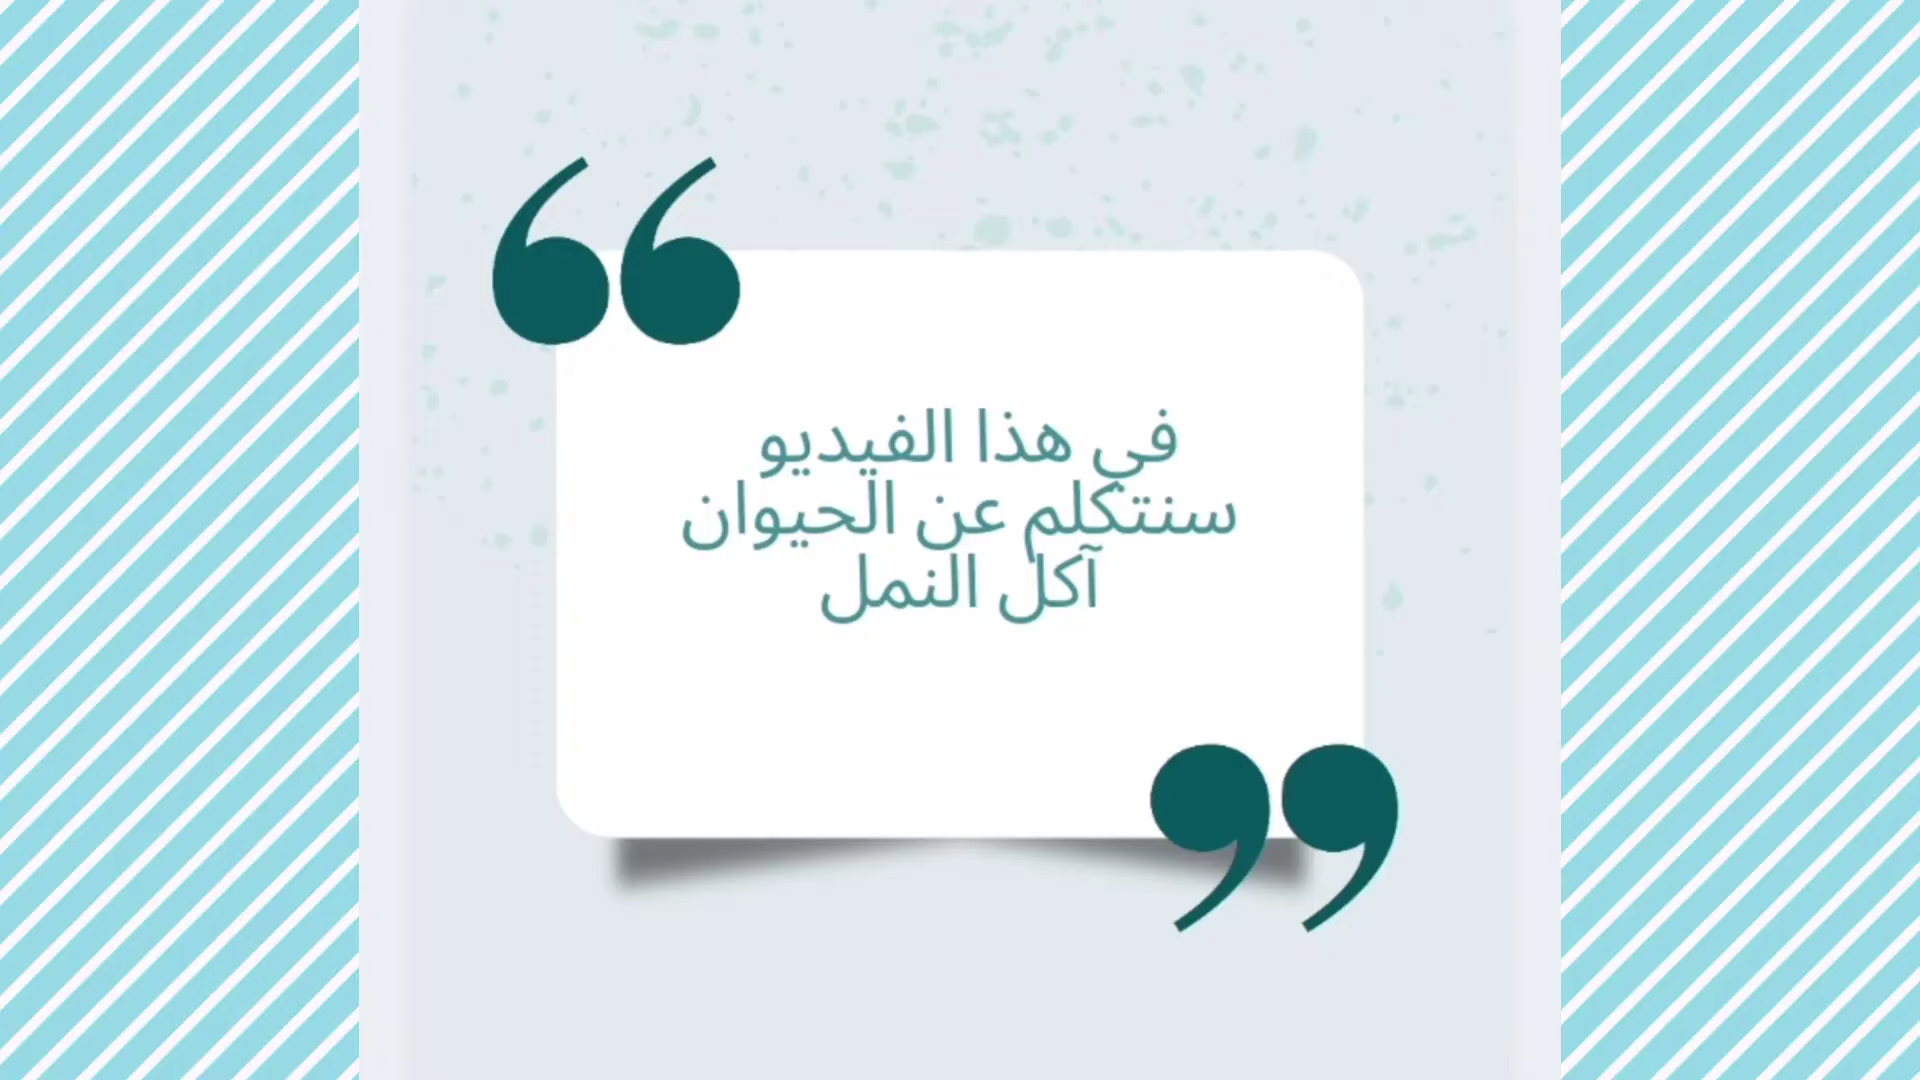 في هذا الفيديو
سنتكلم عن الحيوان
آكل النمل